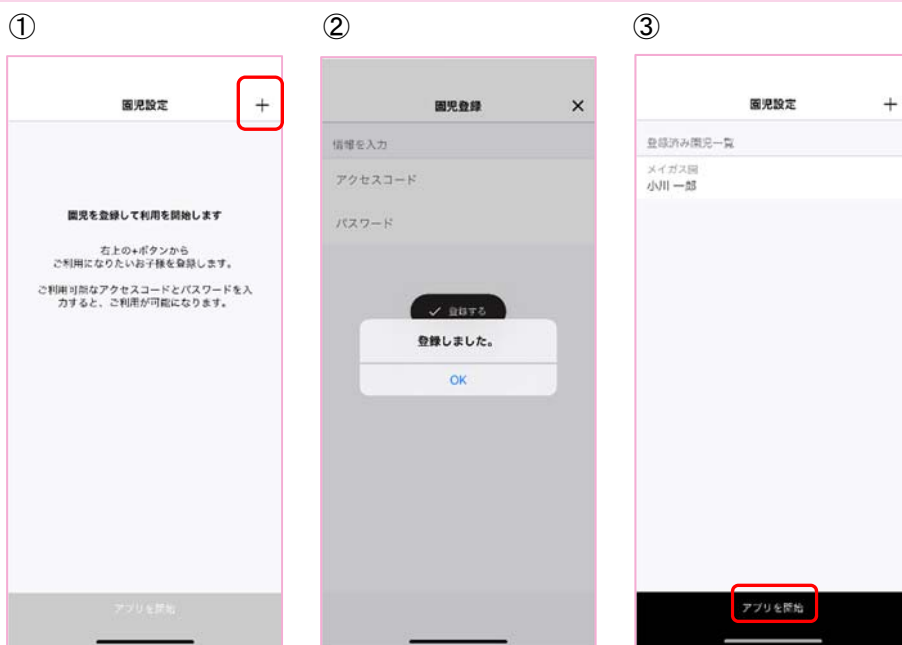 ①
園児設定
+
園児を登録して利用を開始します
右上の+ボタンから
ご利用になりたいお子様を登録します。
ご利用可能なアクセスコードとパスワードを入
力すると、ご利用が可能になります。
アプリを開始
②
園児登録
×
情報を入力
アクセスコード
パスワード
✓ 登録する
登録しました。
OK
③
園児設定
+
登録済み園児一覧
メイガス園
小川 一郎
アプリを開始